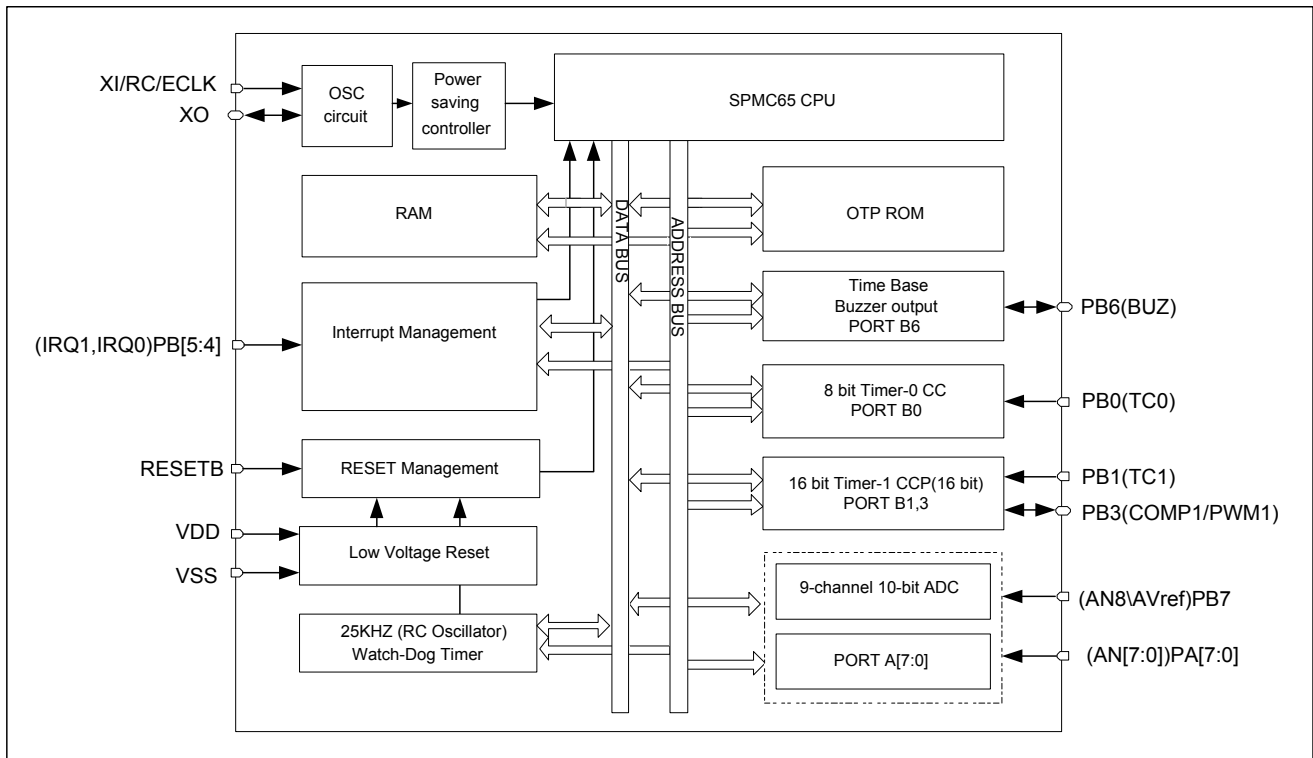 XI/RC/ECLK
XO
OSC
circuit
Power
saving
controller
SPMC65 CPU
RAM
DATA BUS
ADDRESS BUS
OTP ROM
(IRQ1,IRQ0)PB[5:4]
Interrupt Management
Time Base
Buzzer output
PORT B6
PB6(BUZ)
8 bit Timer-0 CC
PORT B0
PB0(TC0)
RESETB
RESET Management
16 bit Timer-1 CCP(16 bit)
PORT B1,3
PB1(TC1)
PB3(COMP1/PWM1)
VDD
VSS
Low Voltage Reset
9-channel 10-bit ADC
(AN8\AVref)PB7
25KHZ (RC Oscillator)
Watch-Dog Timer
PORT A[7:0]
(AN[7:0])PA[7:0]